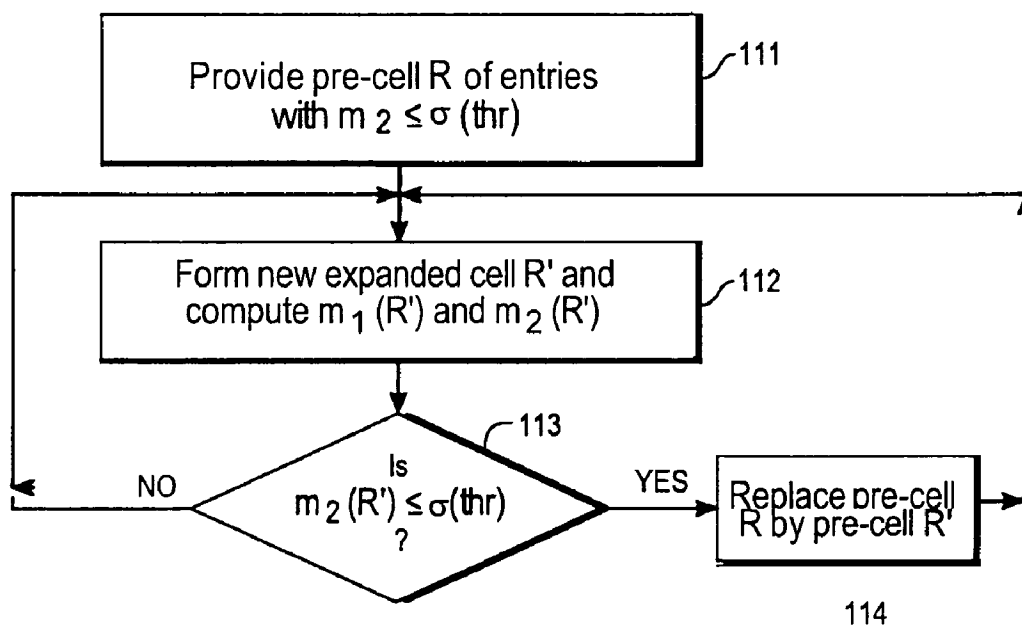 Provide pre-cell R of entries
with m 2 ≤ σ (thr)
111
Form new expanded cell R' and
compute m 1 (R') and m 2 (R')
112
113
Is
m 2 (R') ≤ σ(thr)
?
NO
YES
Replace pre-cell
R by pre-cell R'
114